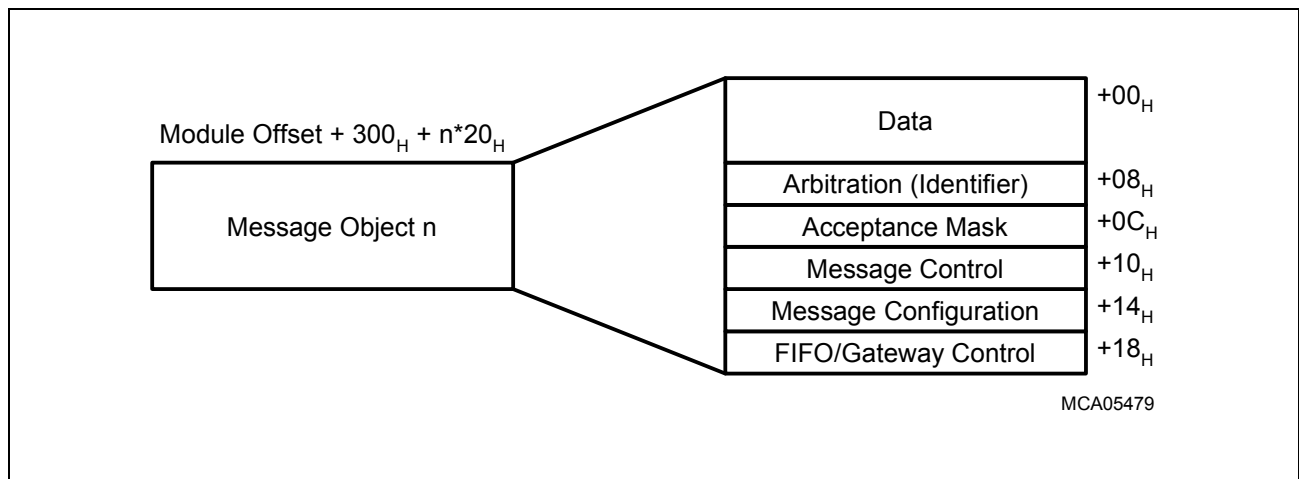 Module Offset + 300H + n*20H
Message Object n
Data
+00H
Arbitration (Identifier)
+08H
Acceptance Mask
+0CH
Message Control
+10H
Message Configuration
+14H
FIFO/Gateway Control
+18H
MCA05479